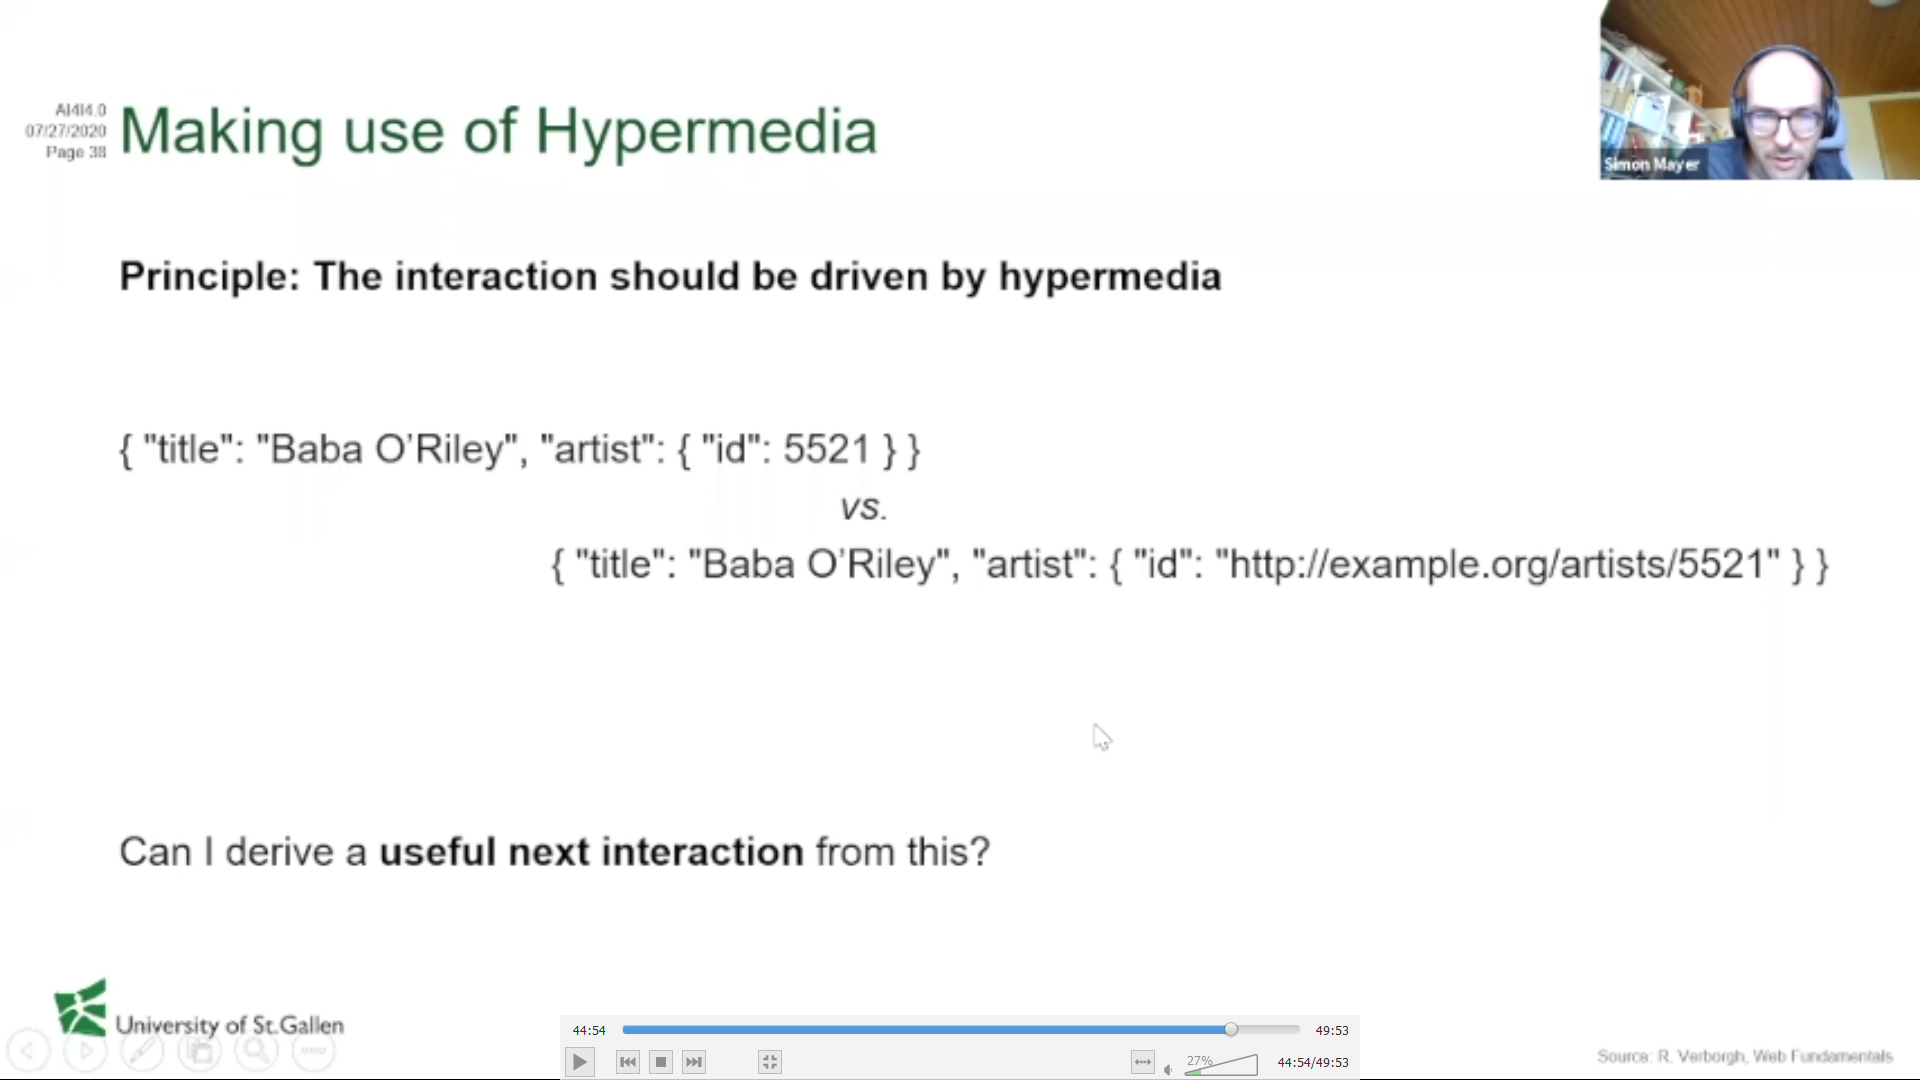 AI4I4.0
07/27/2020
Page 38
Making use of Hypermedia
Simon Mayer
Principle: The interaction should be driven by hypermedia
{ "title": "Baba O’Riley", "artist": { "id": 5521 } }
vs.
{ "title": "Baba O’Riley", "artist": { "id": "http://example.org/artists/5521" } }
Can I derive a useful next interaction from this?
University of St.Gallen
44:54
49:53
27%
44:54/49:53
Source: R. Verborgh, Web Fundamentals